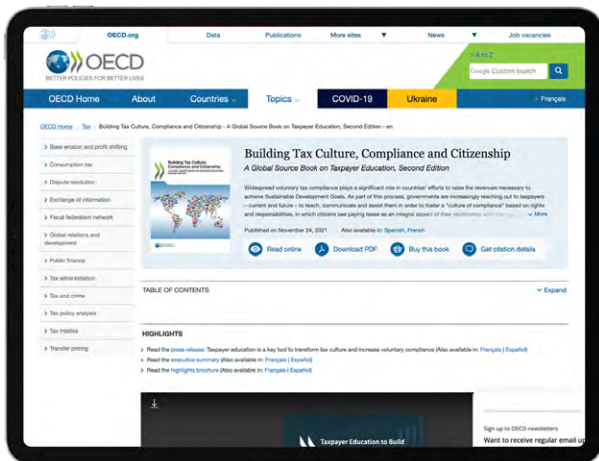 OECD.org Data Publications More sites ▼ News ▼ Job vacancies
OECD
BETTER POLICIES FOR BETTER LIVES
> A to Z
Google Custom search
OECD Home About Countries Topics COVID-19 Ukraine > Français
OECD Home › Tax › Building Tax Culture, Compliance and Citizenship - A Global Source Book on Taxpayer Education, Second Edition - en
> Base erosion and profit shifting
> Consumption tax
> Dispute resolution
> Exchange of information
> Fiscal federalism network
> Global relations and
development
> Public finance
> Tax administration
> Tax and crime
> Tax policy analysis
> Tax treaties
> Transfer pricing
Building Tax Culture,
Compliance and Citizenship
OECD
Building Tax Culture, Compliance and Citizenship
A Global Source Book on Taxpayer Education, Second Edition
Widespread voluntary tax compliance plays a significant role in countries' efforts to raise the revenues necessary to
achieve Sustainable Development Goals. As part of this process, governments are increasingly reaching out to taxpayers
– current and future – to teach, communicate and assist them in order to foster a "culture of compliance" based on rights
and responsibilities, in which citizens see paying taxes as an integral aspect of their relationship with More
Published on November 24, 2021 Also available in: Spanish, French
Read online Download PDF Buy this book Get citation details
TABLE OF CONTENTS Expand
HIGHLIGHTS
> Read the press release: Taxpayer education is a key tool to transform tax culture and increase voluntary compliance (Also available in: Français | Español)
> Read the executive summary (Also available in: Français | Español)
> Read the highlights brochure (Also available in: Français | Español)
Taxpayer Education to Build
Sign up to OECD newsletters
Want to receive regular email up